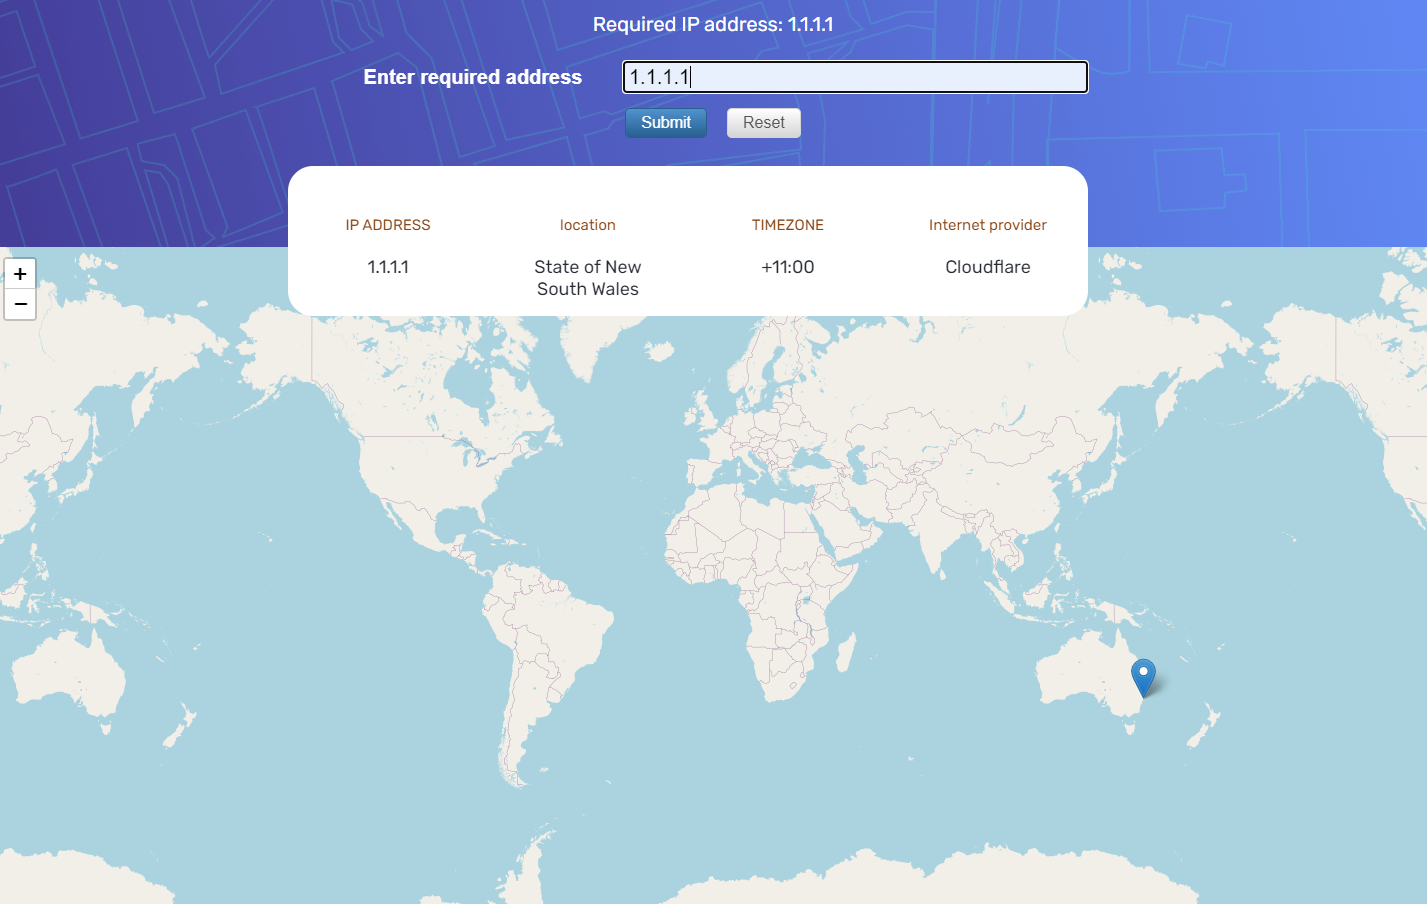 Required IP address: 1.1.1.1
Enter required address
1.1.1.1
Submit
Reset
IP ADDRESS
location
TIMEZONE
Internet provider
1.1.1.1
State of New
South Wales
+11:00
Cloudflare
+
−